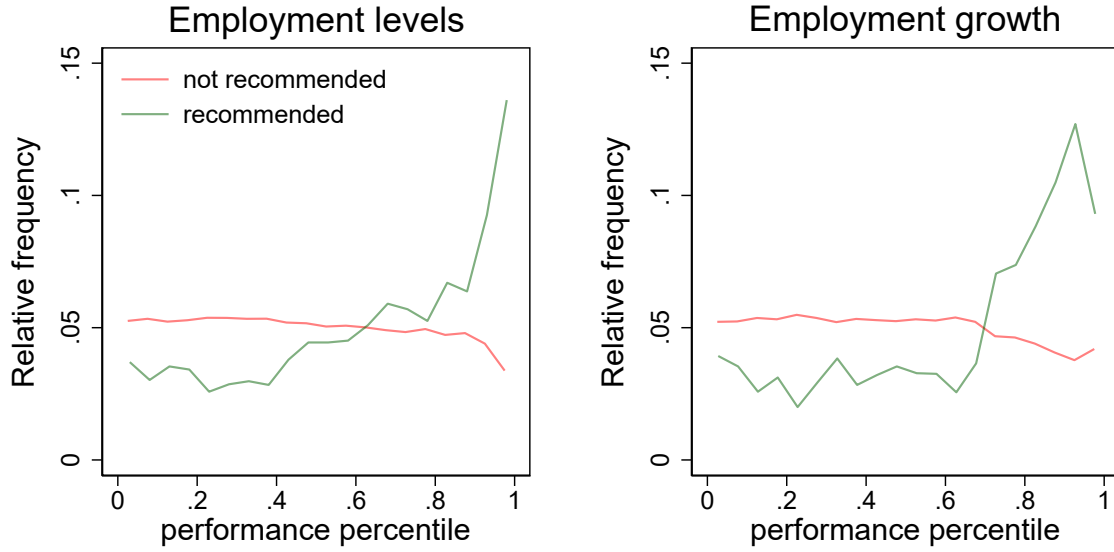 Employment levels
Relative frequency
.15
.1
.05
0
not recommended
recommended
0 .2 .4 .6 .8 1
performance percentile
Employment growth
Relative frequency
.15
.1
.05
0
0 .2 .4 .6 .8 1
performance percentile